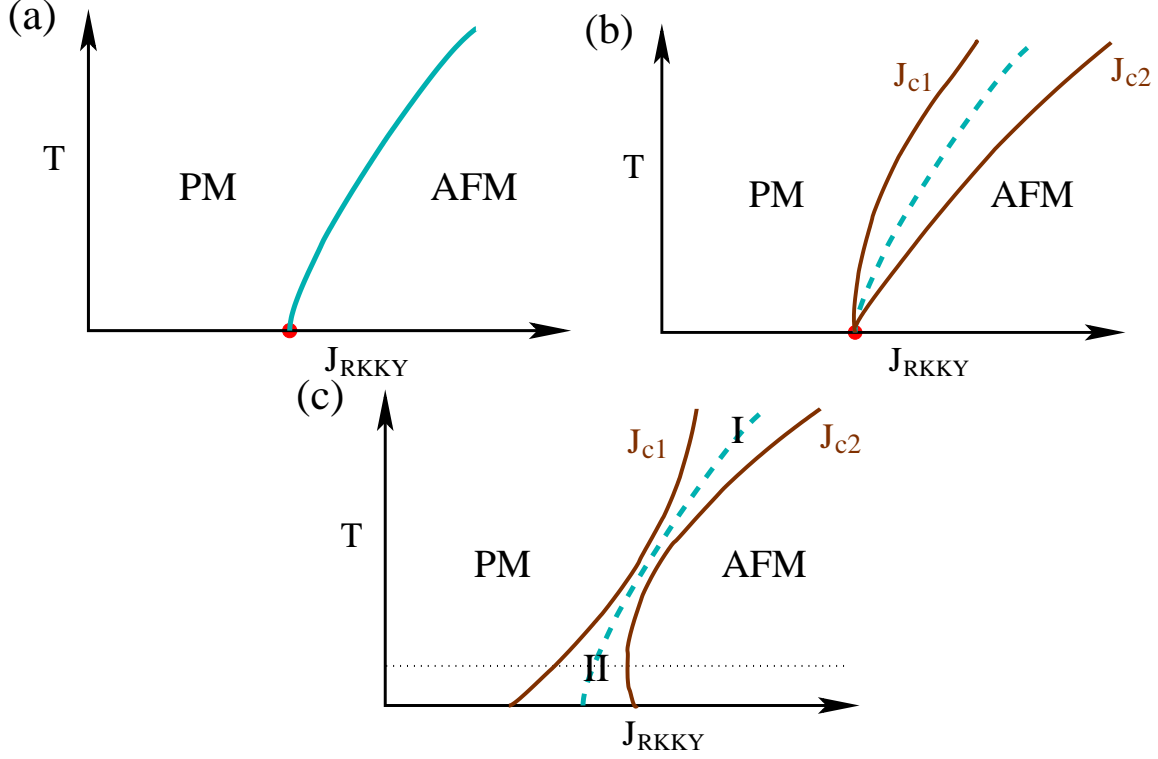 (a)
T
PM
AFM
J_RKKY
(b)
J_c1
J_c2
T
PM
AFM
J_RKKY
(c)
J_c1
I
J_c2
T
PM
AFM
II
J_RKKY